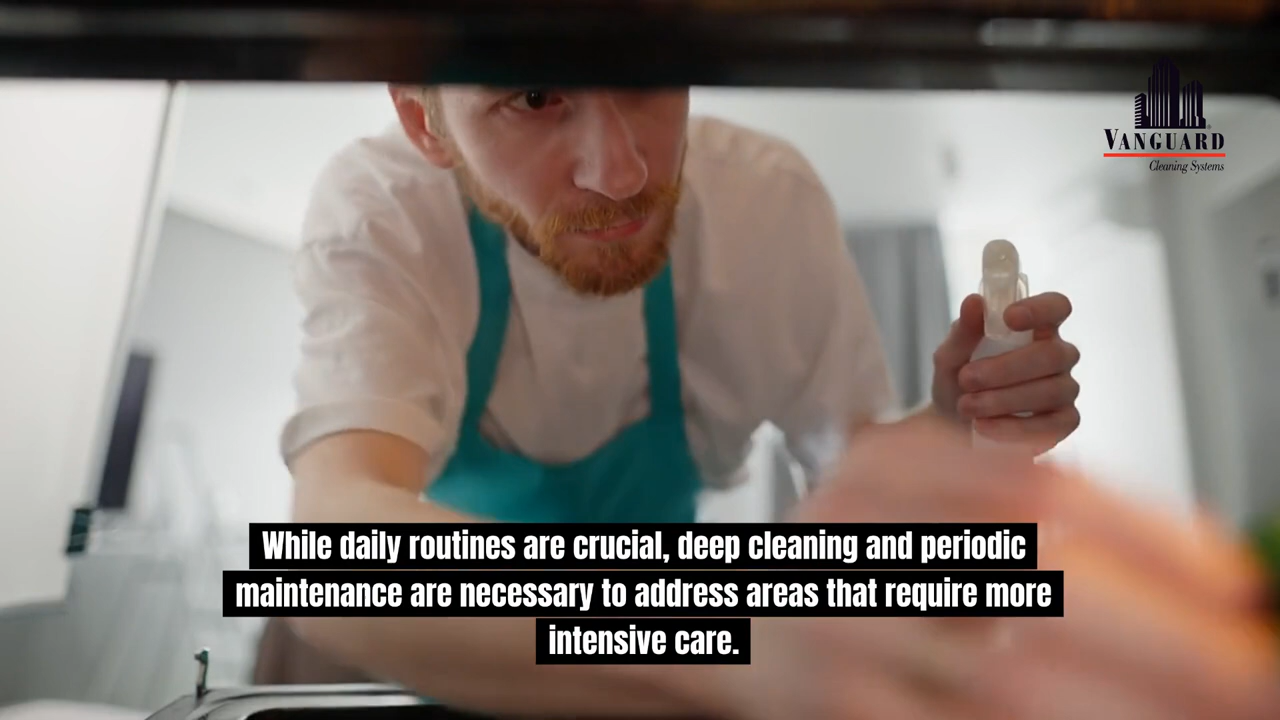 VANGUARD
Cleaning Systems
While daily routines are crucial, deep cleaning and periodic
maintenance are necessary to address areas that require more
intensive care.